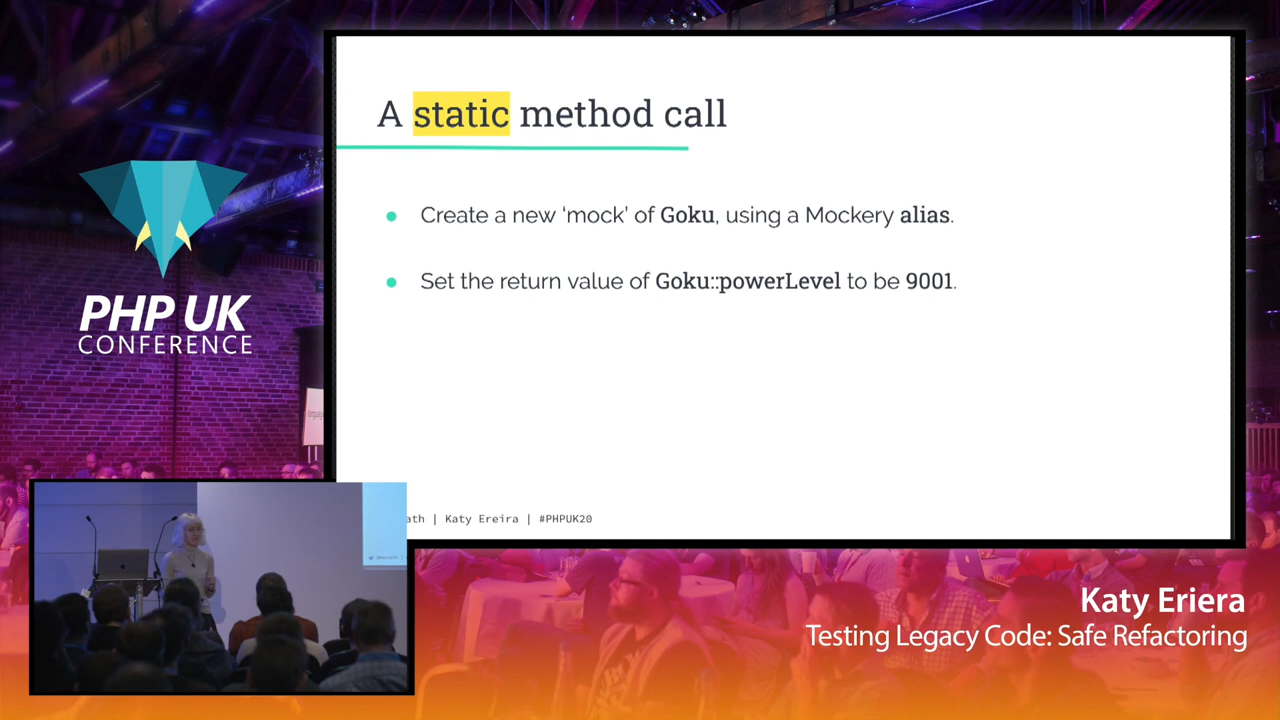 A static method call
● Create a new ‘mock’ of Goku, using a Mockery alias.
● Set the return value of Goku::powerLevel to be 9001.
ath | Katy Ereira | #PHPUK20
PHP UK
CONFERENCE
Katy Eriera
Testing Legacy Code: Safe Refactoring